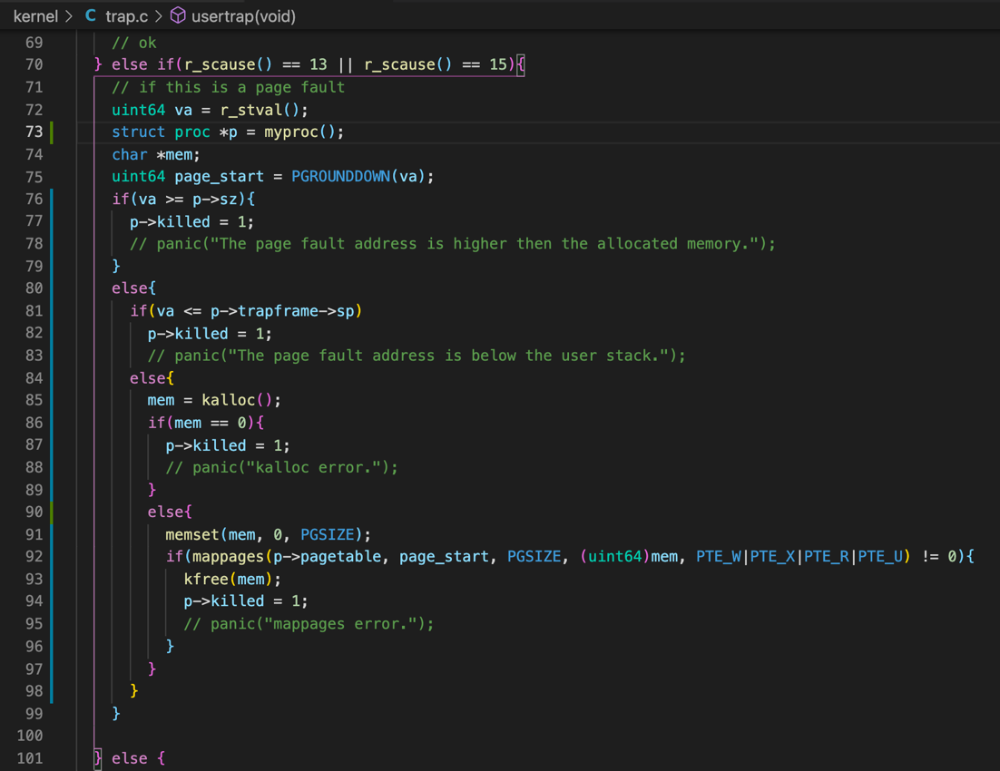 kernel > C trap.c > usertrap(void)
69 // ok
70 } else if(r_scause() == 13 || r_scause() == 15){
71 // if this is a page fault
72 uint64 va = r_stval();
73 struct proc *p = myproc();
74 char *mem;
75 uint64 page_start = PGROUNDDOWN(va);
76 if(va >= p->sz){
77 p->killed = 1;
78 // panic("The page fault address is higher then the allocated memory.");
79 }
80 else{
81 if(va <= p->trapframe->sp)
82 p->killed = 1;
83 // panic("The page fault address is below the user stack.");
84 else{
85 mem = kalloc();
86 if(mem == 0){
87 p->killed = 1;
88 // panic("kalloc error.");
89 }
90 else{
91 memset(mem, 0, PGSIZE);
92 if(mappages(p->pagetable, page_start, PGSIZE, (uint64)mem, PTE_W|PTE_X|PTE_R|PTE_U) != 0){
93 kfree(mem);
94 p->killed = 1;
95 // panic("mappages error.");
96 }
97 }
98 }
99 }
100
101 } else {